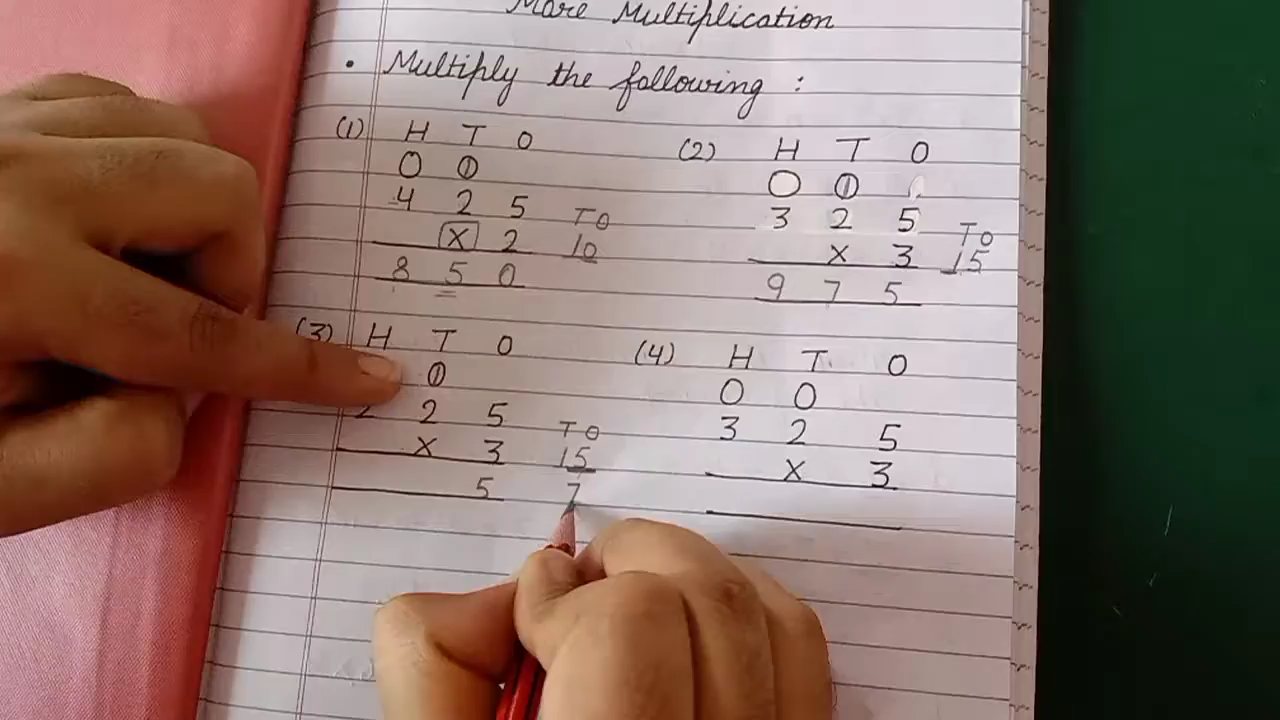 More Multiplication
• Multiply the following :
(1) H T O
0 1
4 2 5 T O
x 2 10
8 5 0
(2) H T O
0 1
3 2 5 T O
x 3 15
9 7 5
(3) H T O
1
2 2 5 T O
x 3 15
5 7
(4) H T O
0 0
3 2 5
x 3